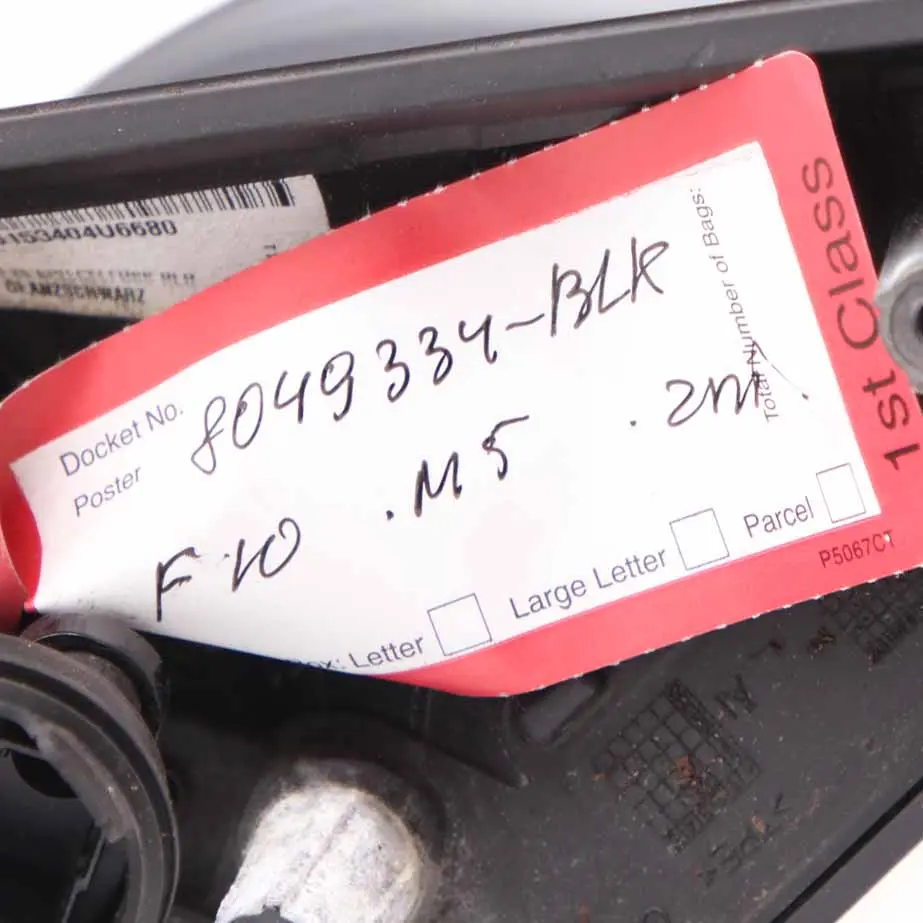 153404U6680
GLANZSCHWARZ
1st Class
Total Number of Bags:
Docket No. 8049334-BLK
Poster
F10 .M5 .2m.
Letter
Large Letter
Parcel
P5067CT